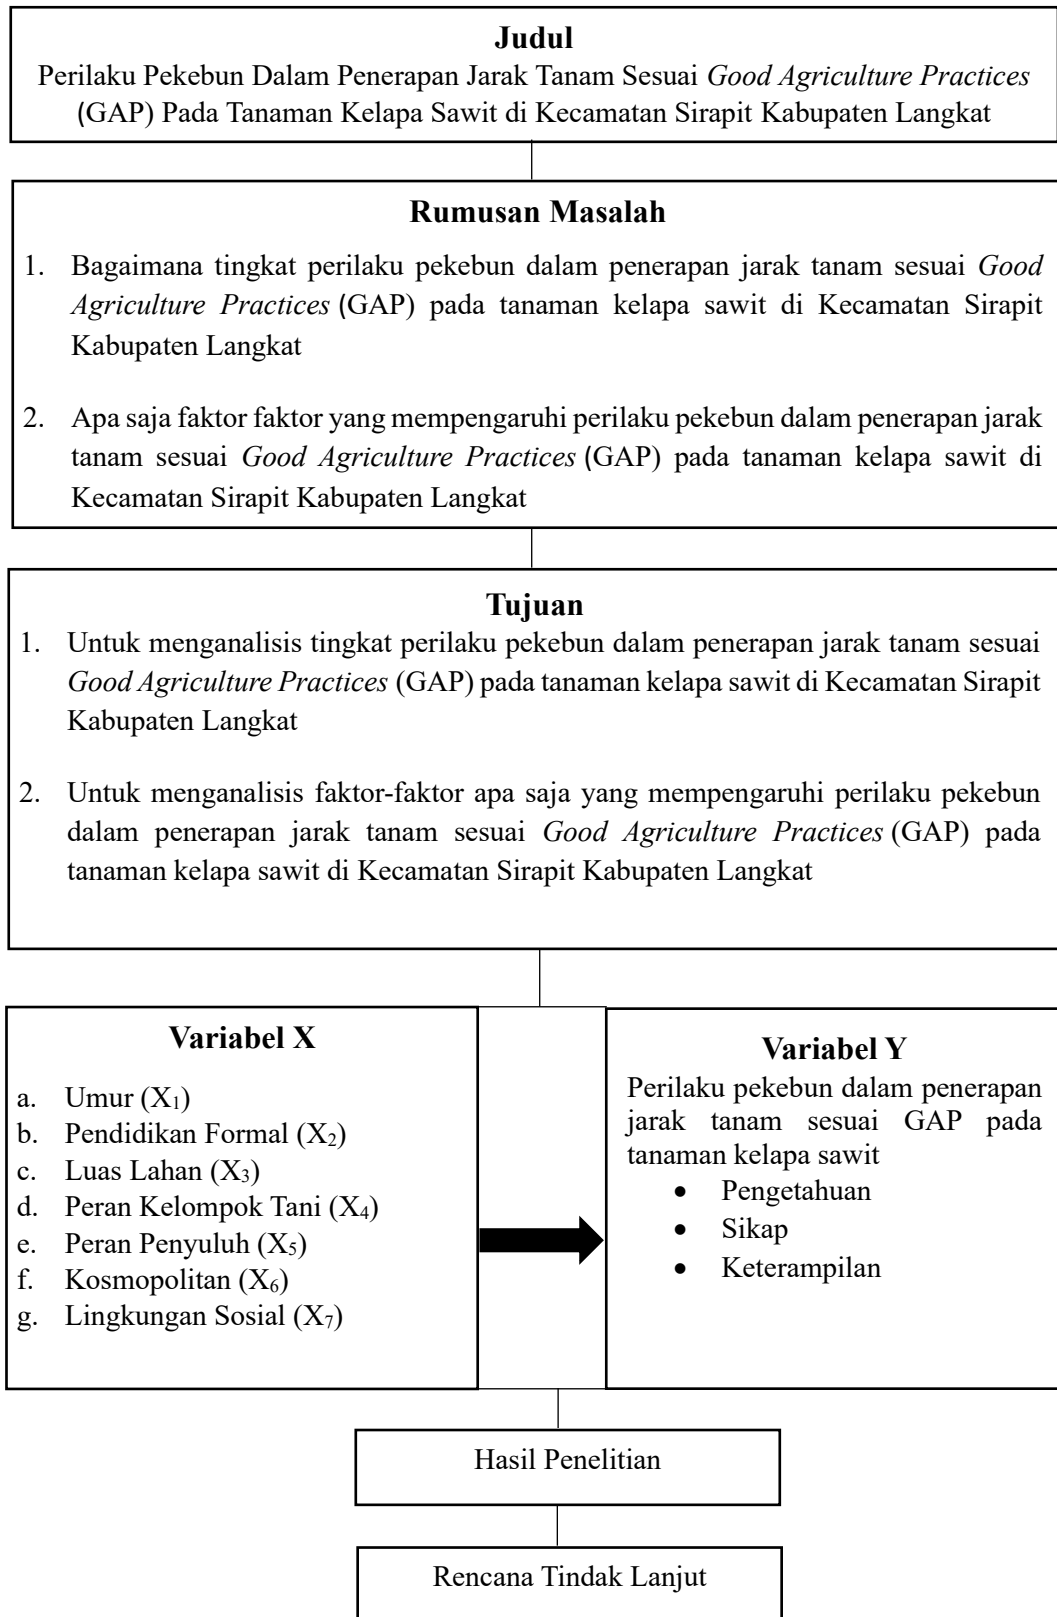 Judul
Perilaku Pekebun Dalam Penerapan Jarak Tanam Sesuai Good Agriculture Practices
(GAP) Pada Tanaman Kelapa Sawit di Kecamatan Sirapit Kabupaten Langkat
Rumusan Masalah
1. Bagaimana tingkat perilaku pekebun dalam penerapan jarak tanam sesuai Good
Agriculture Practices (GAP) pada tanaman kelapa sawit di Kecamatan Sirapit
Kabupaten Langkat
2. Apa saja faktor faktor yang mempengaruhi perilaku pekebun dalam penerapan jarak
tanam sesuai Good Agriculture Practices (GAP) pada tanaman kelapa sawit di
Kecamatan Sirapit Kabupaten Langkat
Tujuan
1. Untuk menganalisis tingkat perilaku pekebun dalam penerapan jarak tanam sesuai
Good Agriculture Practices (GAP) pada tanaman kelapa sawit di Kecamatan Sirapit
Kabupaten Langkat
2. Untuk menganalisis faktor-faktor apa saja yang mempengaruhi perilaku pekebun
dalam penerapan jarak tanam sesuai Good Agriculture Practices (GAP) pada
tanaman kelapa sawit di Kecamatan Sirapit Kabupaten Langkat
Variabel X
a. Umur (X₁)
b. Pendidikan Formal (X₂)
c. Luas Lahan (X₃)
d. Peran Kelompok Tani (X₄)
e. Peran Penyuluh (X₅)
f. Kosmopolitan (X₆)
g. Lingkungan Sosial (X₇)
Variabel Y
Perilaku pekebun dalam penerapan
jarak tanam sesuai GAP pada
tanaman kelapa sawit
• Pengetahuan
• Sikap
• Keterampilan
Hasil Penelitian
Rencana Tindak Lanjut